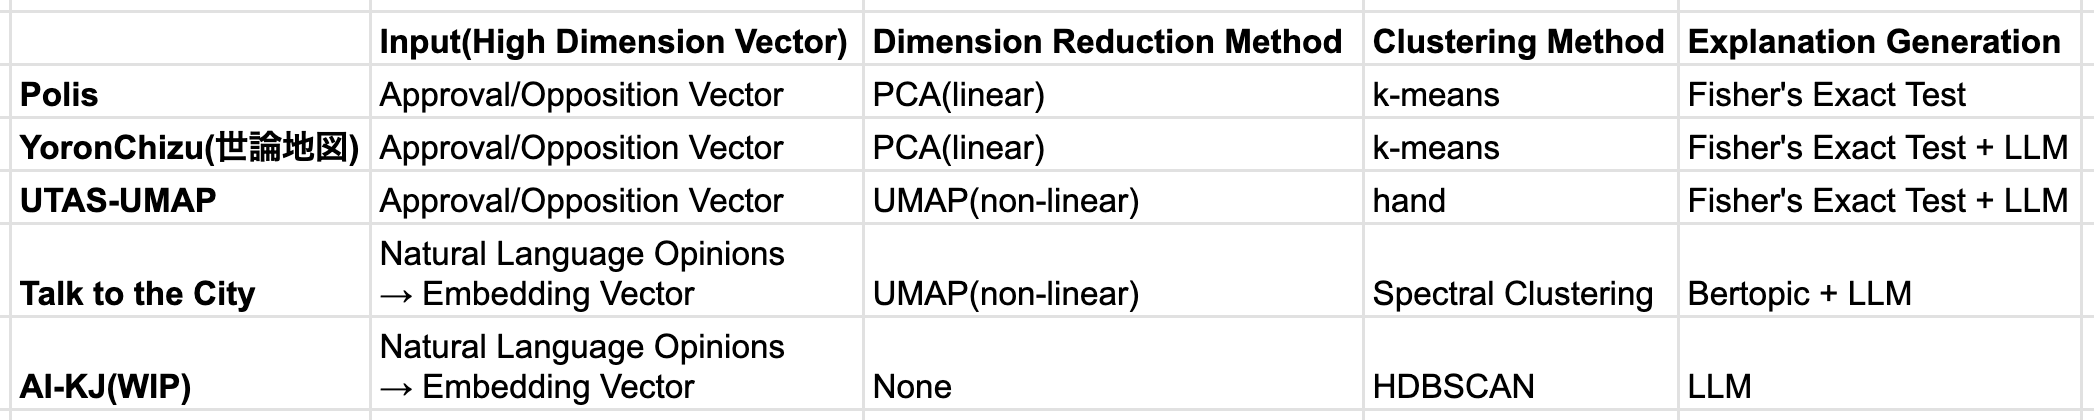 Input(High Dimension Vector) Dimension Reduction Method Clustering Method Explanation Generation
Polis Approval/Opposition Vector PCA(linear) k-means Fisher's Exact Test
YoronChizu(世論地図) Approval/Opposition Vector PCA(linear) k-means Fisher's Exact Test + LLM
UTAS-UMAP Approval/Opposition Vector UMAP(non-linear) hand Fisher's Exact Test + LLM
Natural Language Opinions
Talk to the City → Embedding Vector UMAP(non-linear) Spectral Clustering Bertopic + LLM
Natural Language Opinions
AI-KJ(WIP) → Embedding Vector None HDBSCAN LLM